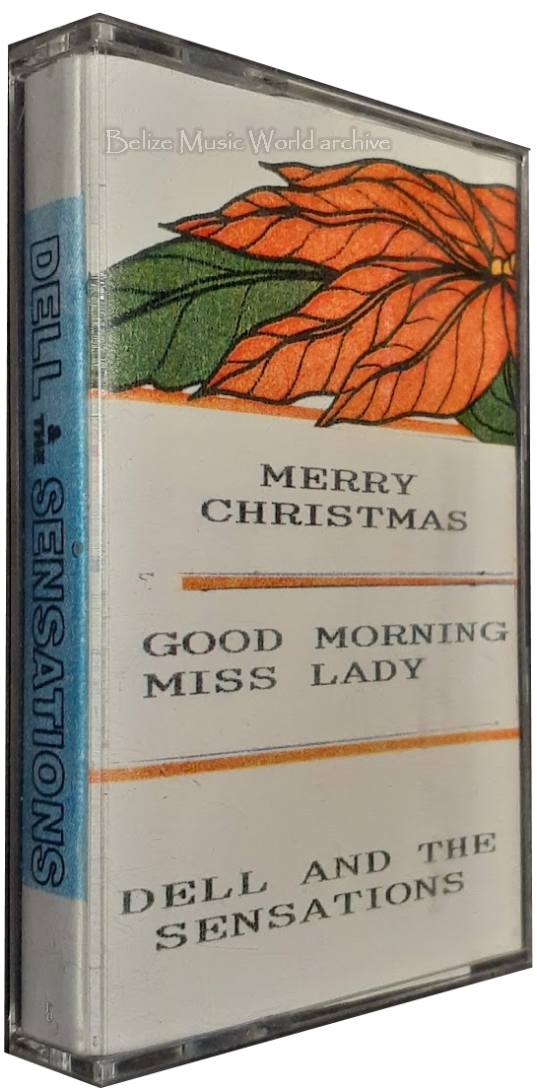 Belize Music World archive
MERRY
CHRISTMAS
GOOD MORNING
MISS LADY
DELL AND THE
SENSATIONS
DELL & THE SENSATIONS